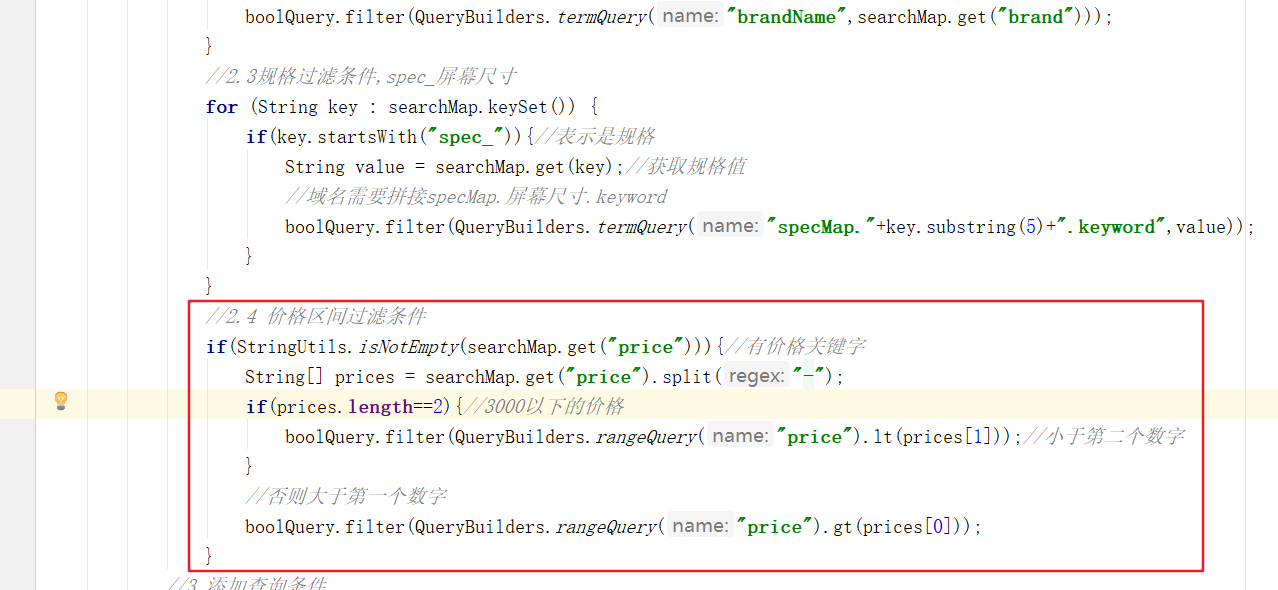 boolQuery.filter(QueryBuilders.termQuery( name: "brandName",searchMap.get("brand")));
}
//2.3规格过滤条件,spec_屏幕尺寸
for (String key : searchMap.keySet()) {
if(key.startsWith("spec_")){//表示是规格
String value = searchMap.get(key);//获取规格值
//域名需要拼接specMap.屏幕尺寸.keyword
boolQuery.filter(QueryBuilders.termQuery( name: "specMap."+key.substring(5)+".keyword",value));
}
}
//2.4 价格区间过滤条件
if(StringUtils.isNotEmpty(searchMap.get("price"))){//有价格关键字
String[] prices = searchMap.get("price").split( regex: "-");
if(prices.length==2){//3000以下的价格
boolQuery.filter(QueryBuilders.rangeQuery( name: "price").lt(prices[1]));//小于第二个数字
}
//否则大于第一个数字
boolQuery.filter(QueryBuilders.rangeQuery( name: "price").gt(prices[0]));
}
//3 添加查询条件